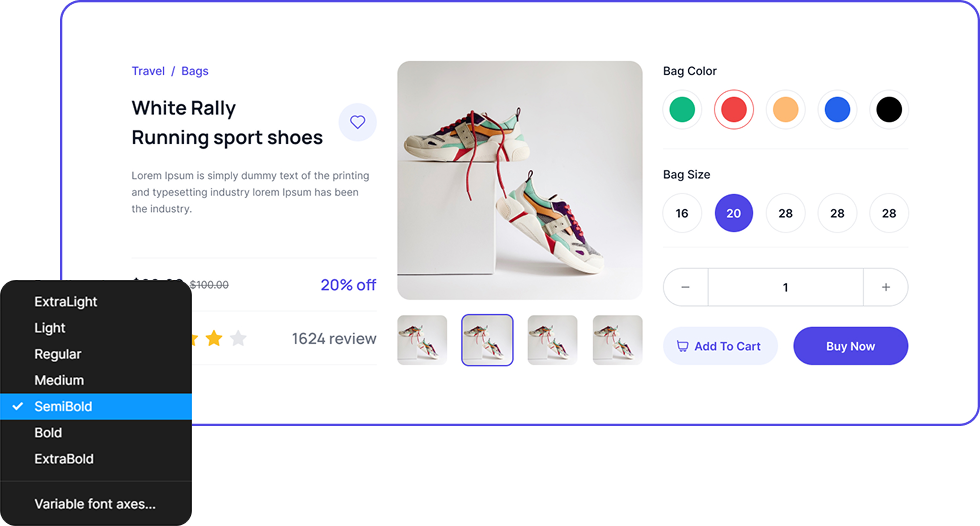 Travel / Bags
White Rally
Running sport shoes
Lorem Ipsum is simply dummy text of the printing
and typesetting industry lorem Ipsum has been
the industry.
$100.00
20% off
1624 review
Bag Color
Bag Size
16
20
28
28
28
1
Add To Cart
Buy Now
ExtraLight
Light
Regular
Medium
SemiBold
Bold
ExtraBold
Variable font axes...